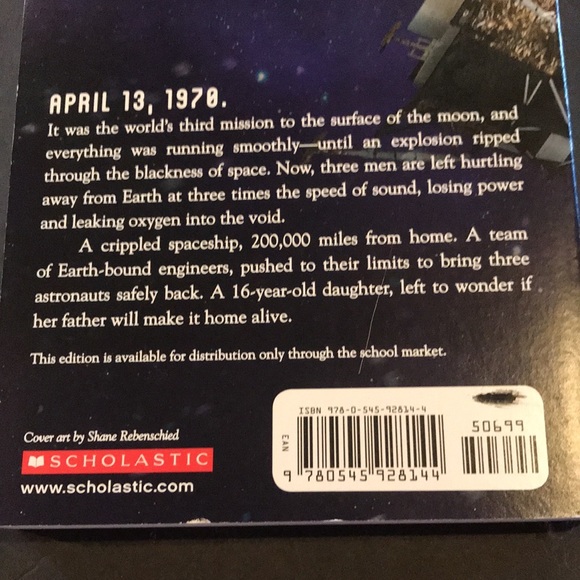 APRIL 13, 1970.
It was the world's third mission to the surface of the moon, and
everything was running smoothly—until an explosion ripped
through the blackness of space. Now, three men are left hurtling
away from Earth at three times the speed of sound, losing power
and leaking oxygen into the void.
A crippled spaceship, 200,000 miles from home. A team
of Earth-bound engineers, pushed to their limits to bring three
astronauts safely back. A 16-year-old daughter, left to wonder if
her father will make it home alive.
This edition is available for distribution only through the school market.
ISBN 978-0-545-92814-4
50699
EAN
9 780545 928144
Cover art by Shane Rebenschied
SCHOLASTIC
www.scholastic.com